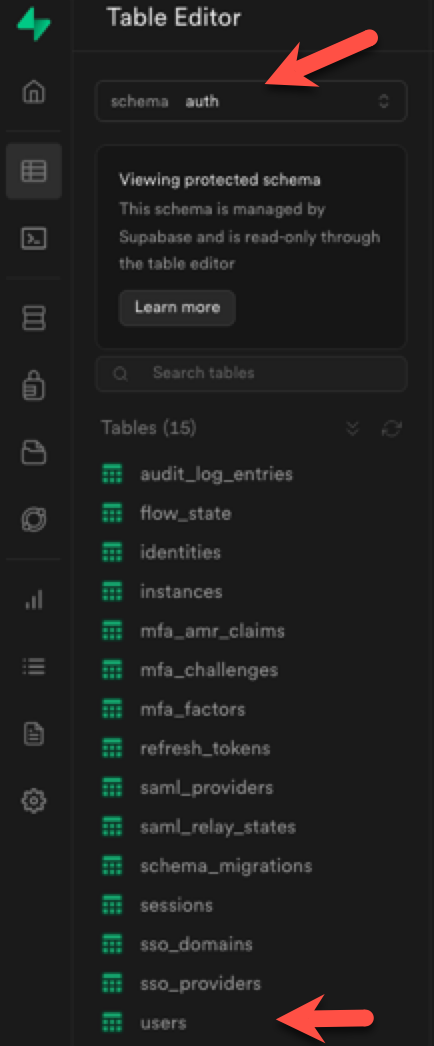 Table Editor
schema auth
Viewing protected schema
This schema is managed by
Supabase and is read-only through
the table editor
Learn more
Search tables
Tables (15)
audit_log_entries
flow_state
identities
instances
mfa_amr_claims
mfa_challenges
mfa_factors
refresh_tokens
saml_providers
saml_relay_states
schema_migrations
sessions
sso_domains
sso_providers
users